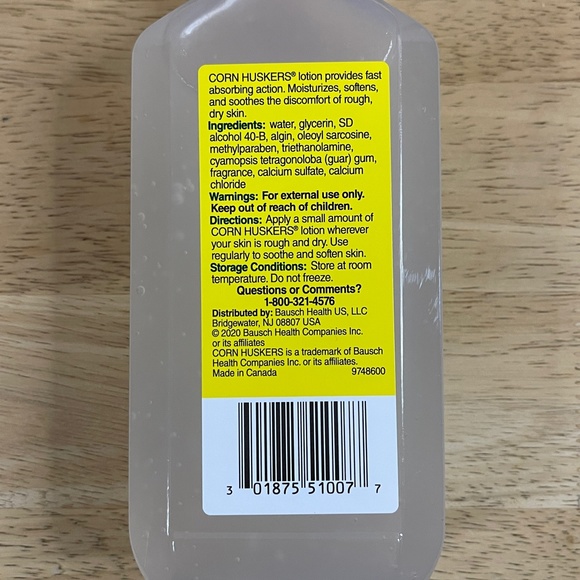 CORN HUSKERS® lotion provides fast
absorbing action. Moisturizes, softens,
and soothes the discomfort of rough,
dry skin.
Ingredients: water, glycerin, SD
alcohol 40-B, algin, oleoyl sarcosine,
methylparaben, triethanolamine,
cyamopsis tetragonoloba (guar) gum,
fragrance, calcium sulfate, calcium
chloride
Warnings: For external use only.
Keep out of reach of children.
Directions: Apply a small amount of
CORN HUSKERS® lotion wherever
your skin is rough and dry. Use
regularly to soothe and soften skin.
Storage Conditions: Store at room
temperature. Do not freeze.
Questions or Comments?
1-800-321-4576
Distributed by: Bausch Health US, LLC
Bridgewater, NJ 08807 USA
© 2020 Bausch Health Companies Inc.
or its affiliates
CORN HUSKERS is a trademark of Bausch
Health Companies Inc. or its affiliates.
Made in Canada 9748600
3 01875 51007 7